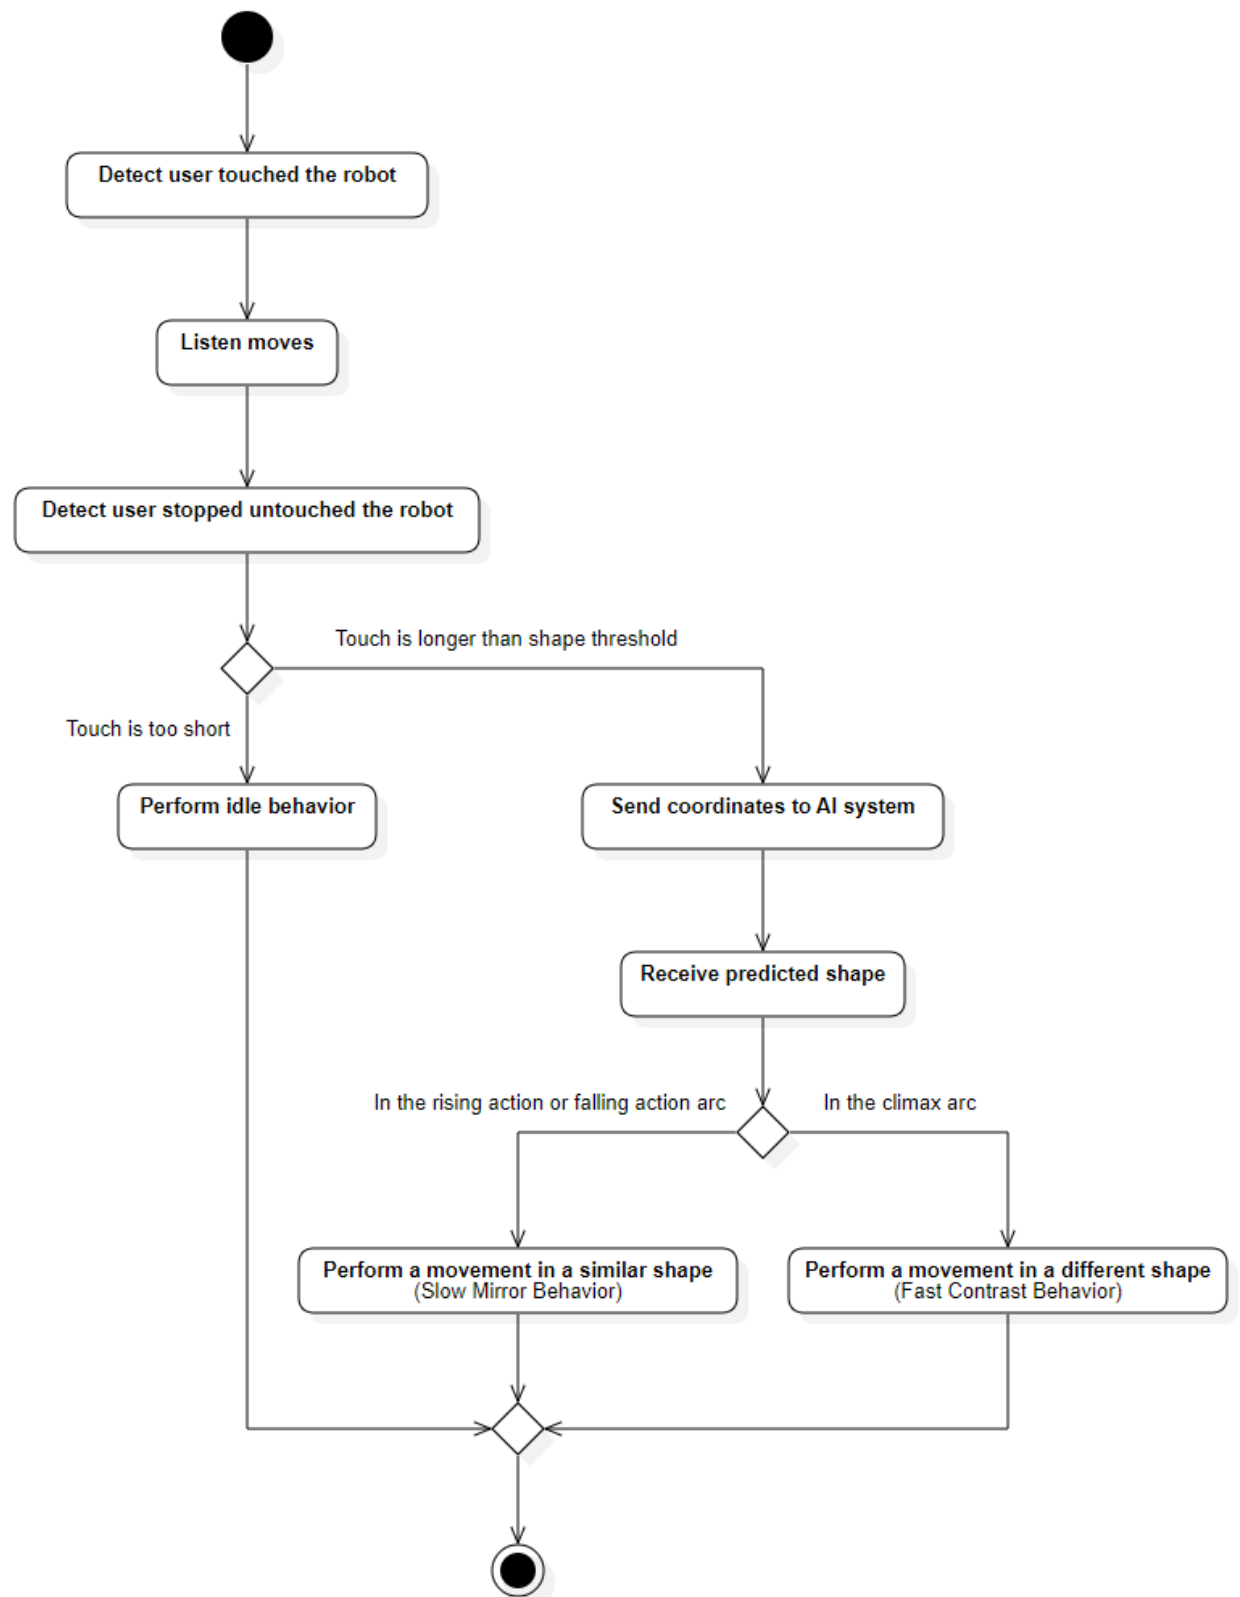 Detect user touched the robot
Listen moves
Detect user stopped untouched the robot
Touch is longer than shape threshold
Touch is too short
Perform idle behavior
Send coordinates to AI system
Receive predicted shape
In the rising action or falling action arc
In the climax arc
Perform a movement in a similar shape
(Slow Mirror Behavior)
Perform a movement in a different shape
(Fast Contrast Behavior)